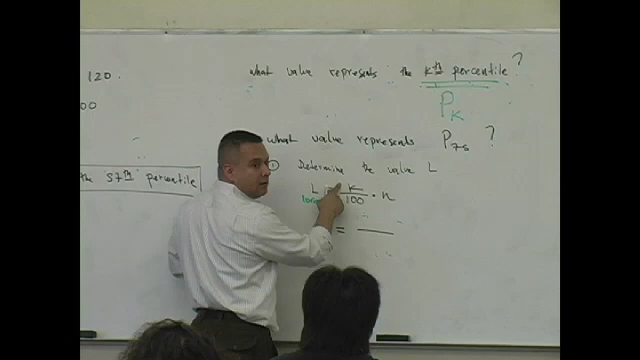 120.
00
the 57th percentile
what value represents the kth percentile ?
PK
what value represents P75 ?
1 Determine the value L
L = K/100 · n
=